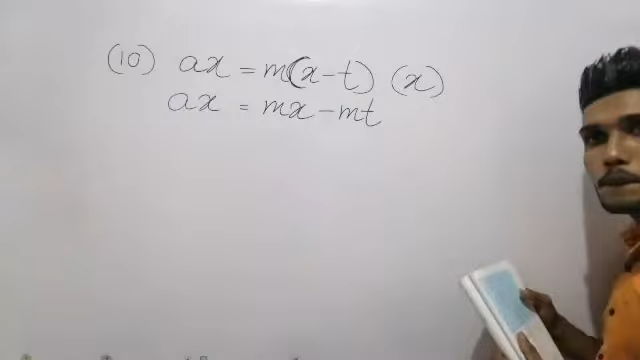 (10) ax = m(x-t) (x)
ax = mx-mt